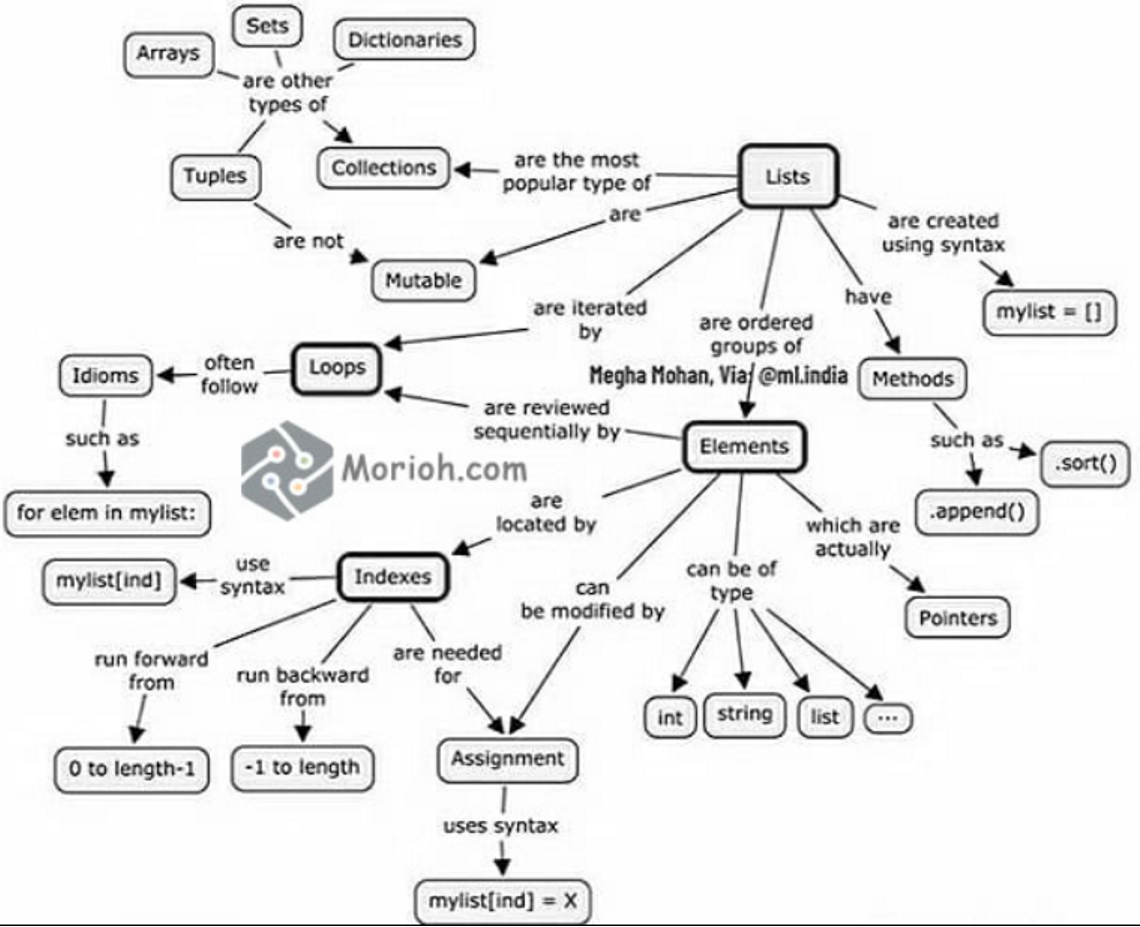 Sets
Arrays
Dictionaries
are other
types of
Tuples
Collections
are the most
popular type of
Lists
are not
Mutable
are
are created
using syntax
mylist = []
are iterated
by
are ordered
groups of
have
Megha Mohan, Via: @ml.india
Idioms
often
follow
Loops
Methods
such as
are reviewed
sequentially by
Elements
such as
.sort()
.append()
Morioh.com
for elem in mylist:
are
located by
which are
actually
mylist[ind]
use
syntax
Indexes
can
be modified by
can be of
type
Pointers
run forward
from
run backward
from
are needed
for
int
string
list
...
0 to length-1
-1 to length
Assignment
uses syntax
mylist[ind] = X